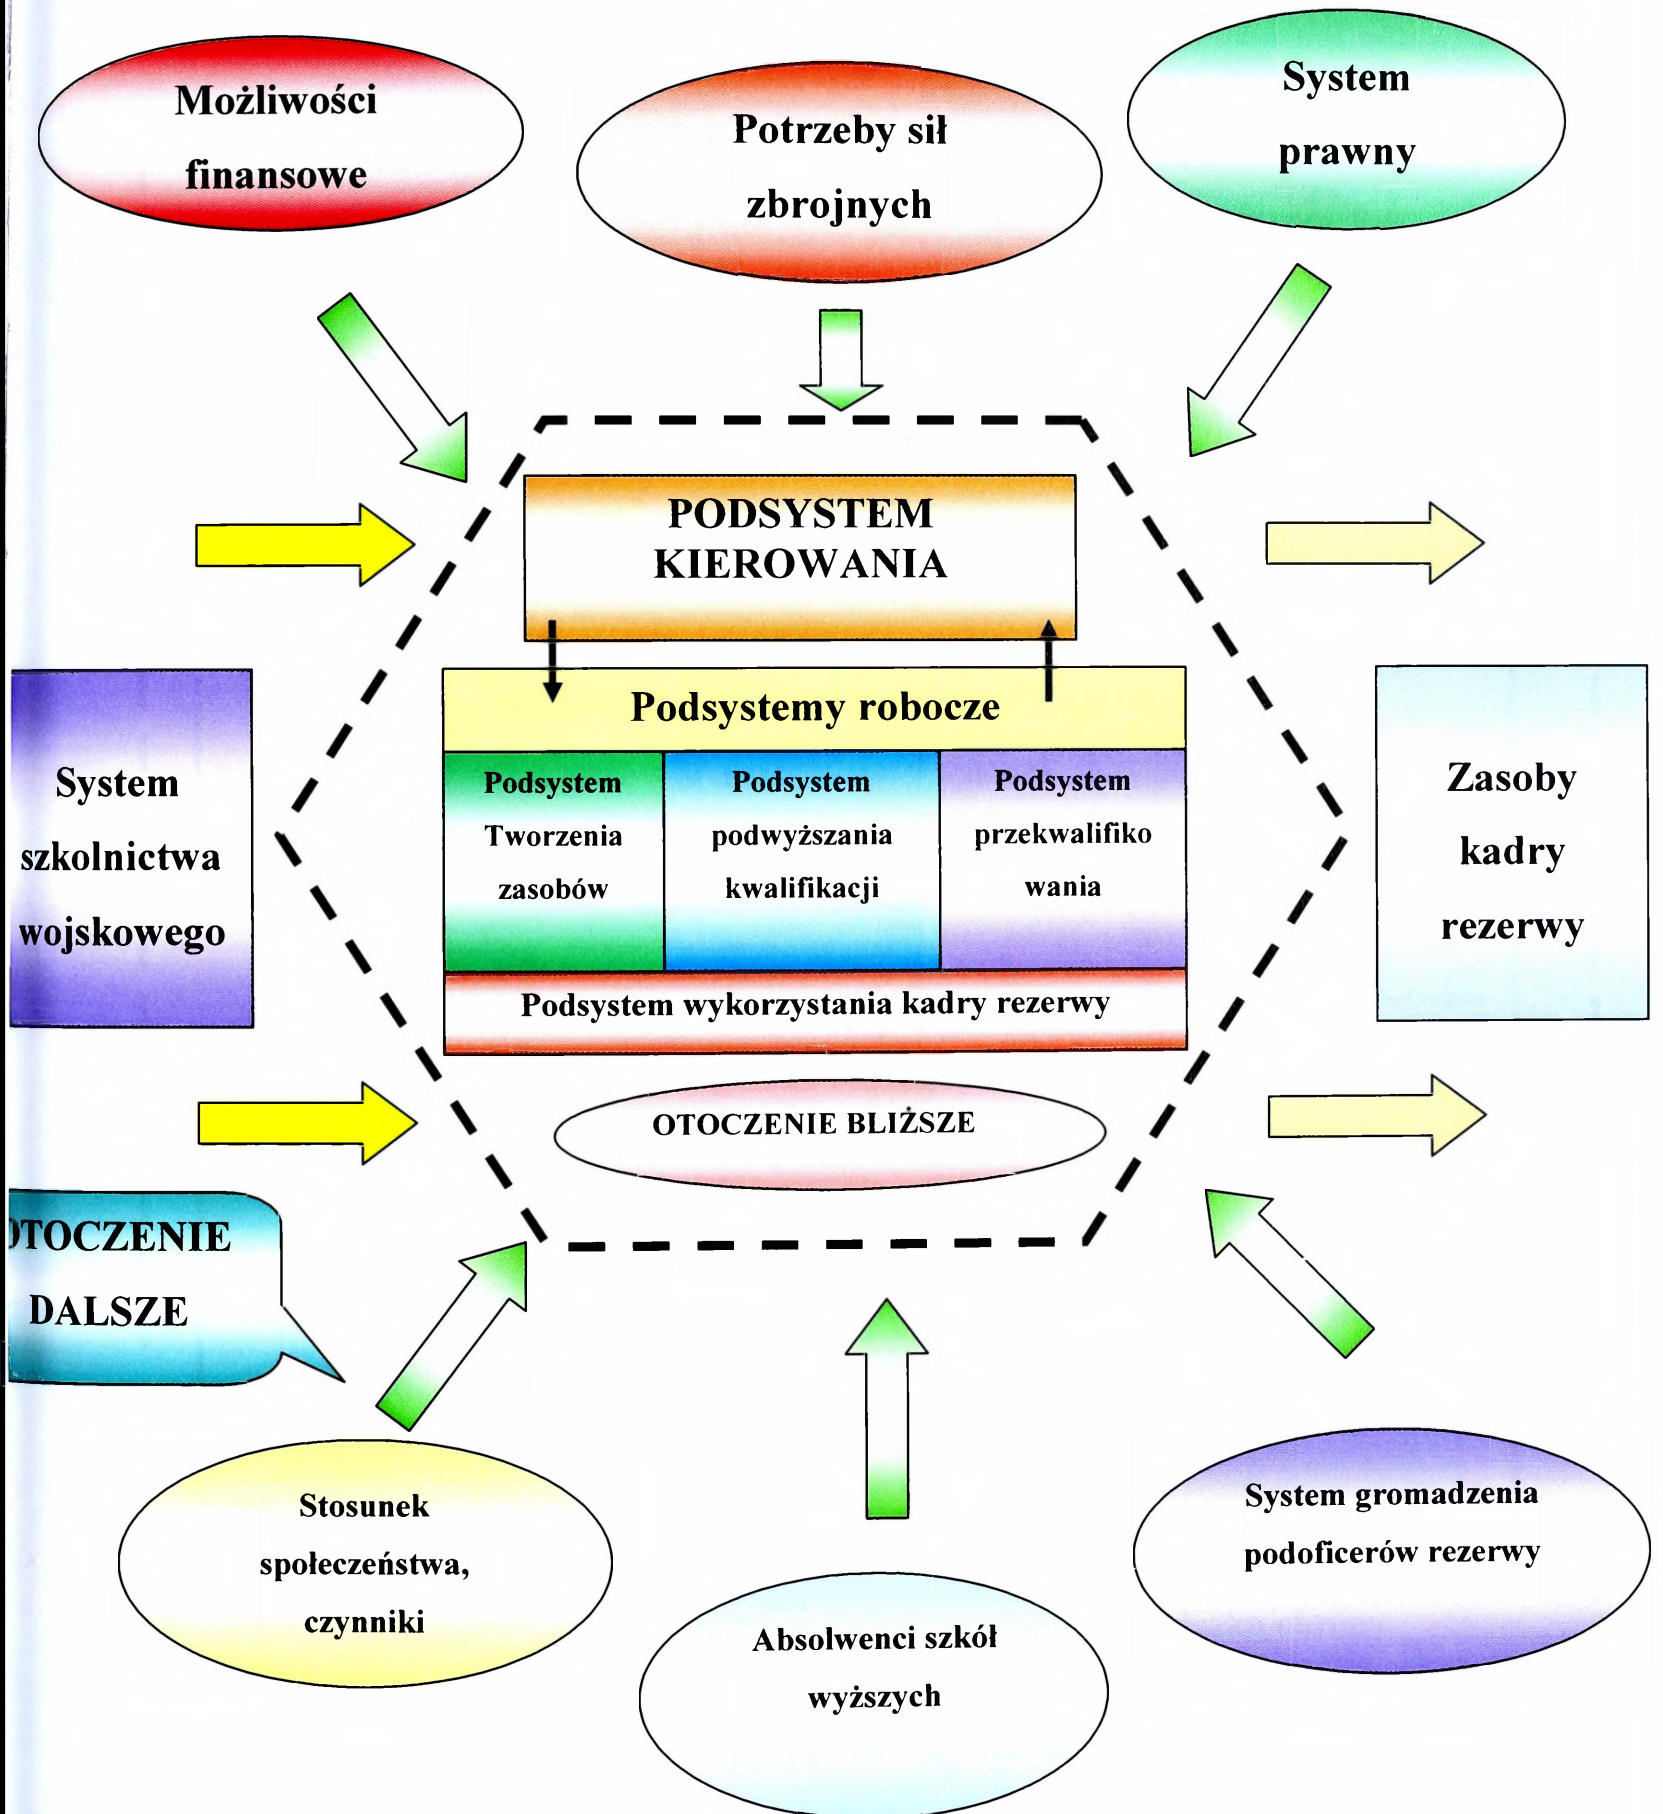 Możliwości
finansowe
Potrzeby sił
zbrojnych
System
prawny
PODSYSTEM
KIEROWANIA
Podsystemy robocze
Podsystem
Tworzenia
zasobów
Podsystem
podwyższania
kwalifikacji
Podsystem
przekwalifiko
wania
Podsystem wykorzystania kadry rezerwy
System
szkolnictwa
wojskowego
Zasoby
kadry
rezerwy
OTOCZENIE BLIŻSZE
OTOCZENIE
DALSZE
Stosunek
społeczeństwa,
czynniki
Absolwenci szkół
wyższych
System gromadzenia
podoficerów rezerwy